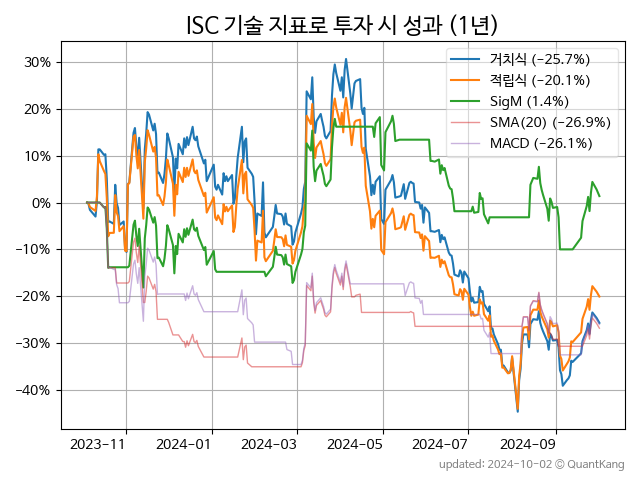 ISC 기술 지표로 투자 시 성과 (1년)
거치식 (−25.7%)
적립식 (−20.1%)
SigM (1.4%)
SMA(20) (−26.9%)
MACD (−26.1%)
30%
20%
10%
0%
−10%
−20%
−30%
−40%
2023−11 2024−01 2024−03 2024−05 2024−07 2024−09
updated: 2024-10-02 © QuantKang